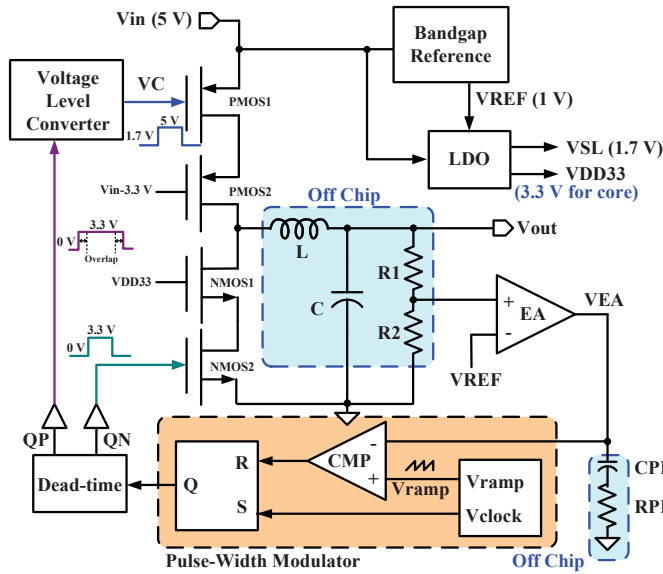 Vin (5 V)
Bandgap
Reference
Voltage
Level
Converter
VC
5 V
1.7 V
PMOS1
VREF (1 V)
LDO
VSL (1.7 V)
VDD33
(3.3 V for core)
Vin-3.3 V
PMOS2
Off Chip
3.3 V
0 V
Overlap
L
Vout
R1
VDD33
NMOS1
C
R2
+
EA
-
VEA
VREF
3.3 V
0 V
NMOS2
QP
QN
Dead-time
Q
R
S
CMP
-
+
Vramp
Vramp
Vclock
Pulse-Width Modulator
Off Chip